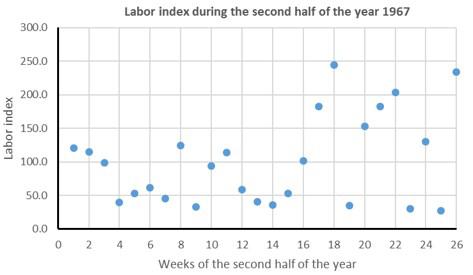 Labor index during the second half of the year 1967
300.0
250.0
200.0
150.0
100.0
50.0
0.0
Labor index
0 2 4 6 8 10 12 14 16 18 20 22 24 26
Weeks of the second half of the year